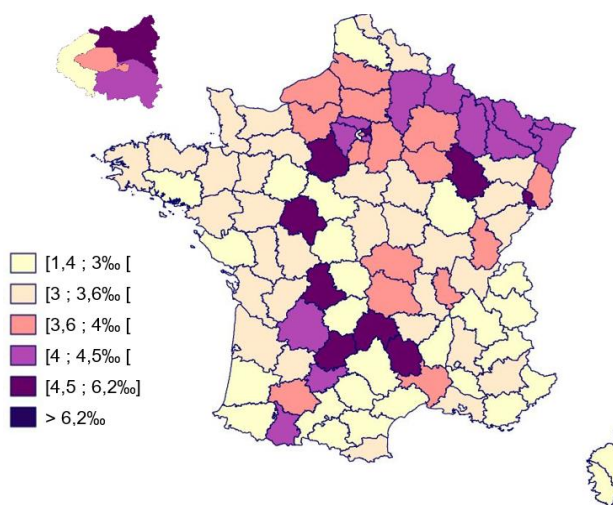 [1,4 ; 3‰ [
[3 ; 3,6‰ [
[3,6 ; 4‰ [
[4 ; 4,5‰ [
[4,5 ; 6,2‰]
> 6,2‰